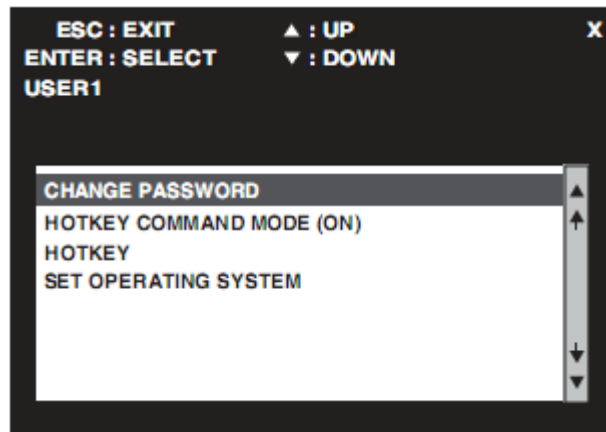 ESC : EXIT ▲ : UP X
ENTER : SELECT ▼ : DOWN
USER1
CHANGE PASSWORD
HOTKEY COMMAND MODE (ON)
HOTKEY
SET OPERATING SYSTEM